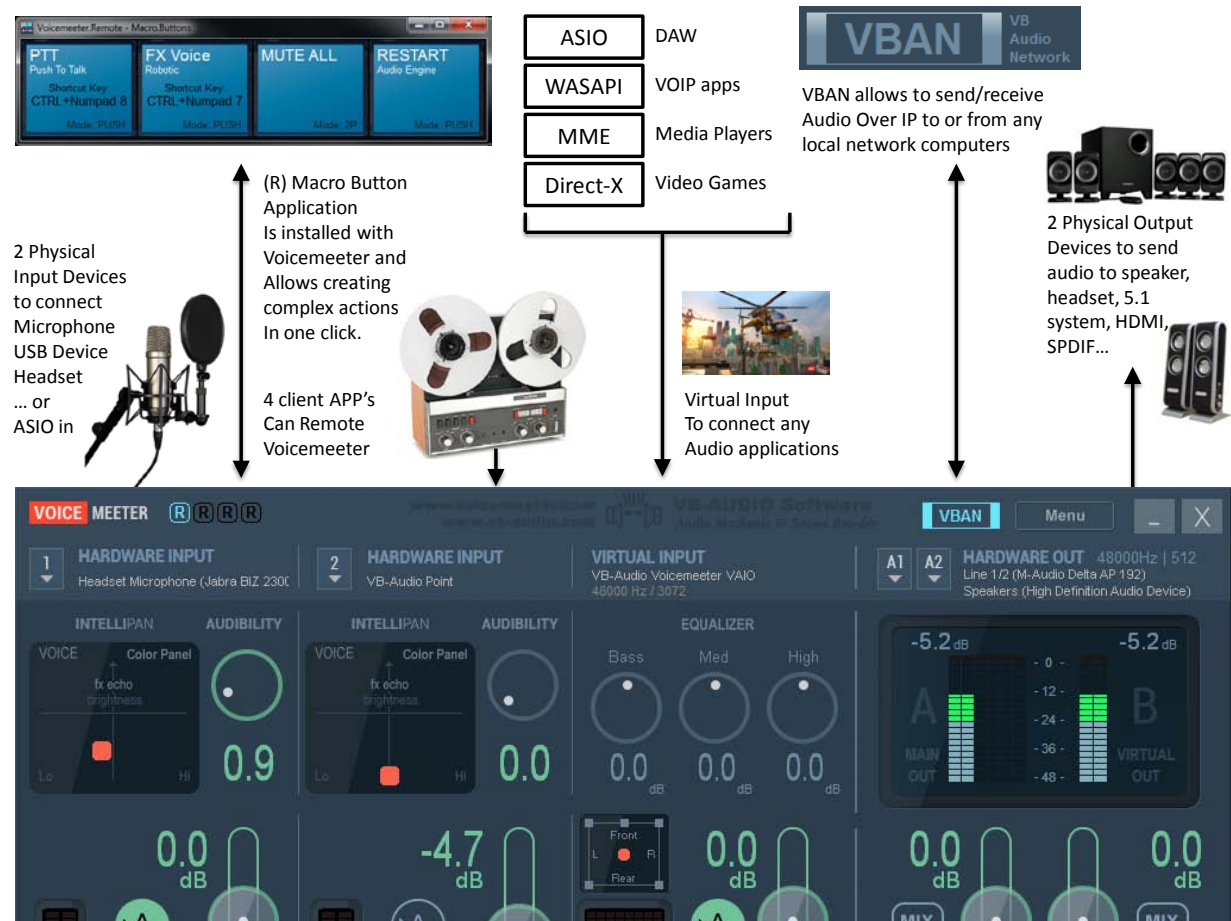 Voicemeeter.Remote - Macro.Buttons
PTT
Push To Talk
Shortcut Key:
CTRL+Numpad 8
Mode: PUSH
FX Voice
Robotic
Shortcut Key:
CTRL+Numpad 7
Mode: PUSH
MUTE ALL
Mode: 2P
RESTART
Audio Engine
Mode: PUSH
ASIO DAW
WASAPI VOIP apps
MME Media Players
Direct-X Video Games
VBAN
VB
Audio
Network
VBAN allows to send/receive
Audio Over IP to or from any
local network computers
(R) Macro Button
Application
Is installed with
Voicemeeter and
Allows creating
complex actions
In one click.
4 client APP's
Can Remote
Voicemeeter
2 Physical
Input Devices
to connect
Microphone
USB Device
Headset
… or
ASIO in
Virtual Input
To connect any
Audio applications
2 Physical Output
Devices to send
audio to speaker,
headset, 5.1
system, HDMI,
SPDIF…
VOICE MEETER R R R R
www.vb-audio.com
VB-AUDIO Software
Audio Mechanic & Sound Breeder
VBAN Menu _ X
1 HARDWARE INPUT
Headset Microphone (Jabra BIZ 230
2 HARDWARE INPUT
VB-Audio Point
VIRTUAL INPUT
VB-Audio Voicemeeter VAIO
48000 Hz / 3072
A1 A2 HARDWARE OUT 48000Hz | 512
Line 1/2 (M-Audio Delta AP 192)
Speakers (High Definition Audio Device)
INTELLIPAN AUDIBILITY
VOICE Color Panel
fx echo
brightness
Lo Hi
0.9
INTELLIPAN AUDIBILITY
VOICE Color Panel
fx echo
brightness
Lo Hi
0.0
EQUALIZER
Bass Med High
0.0 dB 0.0 dB 0.0 dB
-5.2 dB -5.2 dB
- 0 -
- 12 -
- 24 -
- 36 -
- 48 -
A
MAIN
OUT
B
VIRTUAL
OUT
0.0
dB
-4.7
dB
Front
L R
Rear
0.0
dB
0.0
dB
0.0
dB
A
A
A
MIX
MIX